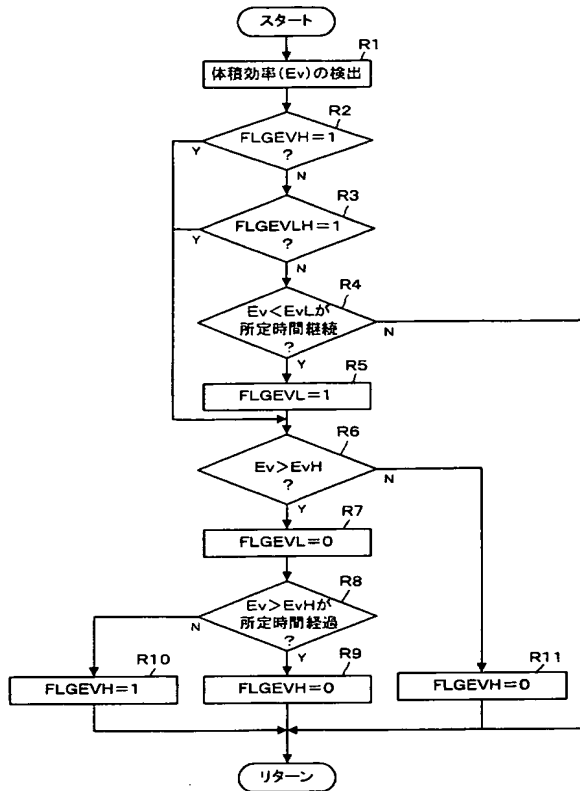 スタート
R1
体積効率(Ev)の検出
R2
FLGEVH=1
?
Y
N
R3
FLGEVLH=1
?
Y
N
R4
Ev<EvLが
所定時間継続
?
N
Y
R5
FLGEVL=1
R6
Ev>EvH
?
N
Y
R7
FLGEVL=0
R8
Ev>EvHが
所定時間経過
?
N
Y
R10
FLGEVH=1
R9
FLGEVH=0
R11
FLGEVH=0
リターン